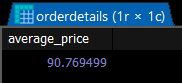 orderdetails (1r × 1c)
average_price
90.769499